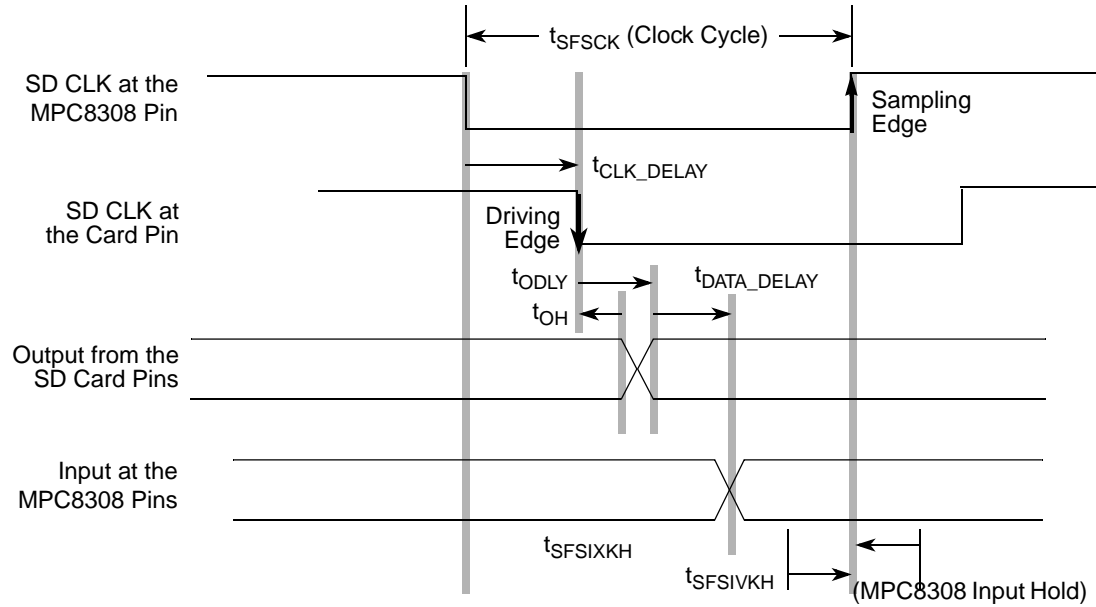 tSFSCK (Clock Cycle)
SD CLK at the
MPC8308 Pin
Sampling
Edge
tCLK_DELAY
SD CLK at
the Card Pin
Driving
Edge
tODLY
tDATA_DELAY
tOH
Output from the
SD Card Pins
Input at the
MPC8308 Pins
tSFSIXKH
tSFSIVKH
(MPC8308 Input Hold)